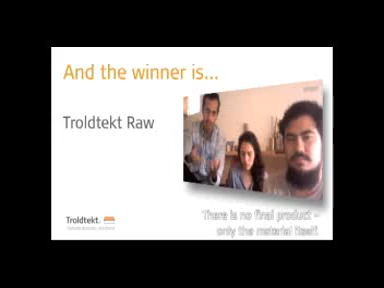 And the winner is...
Troldtekt Raw
There is no final product –
only the material itself.
Troldtekt